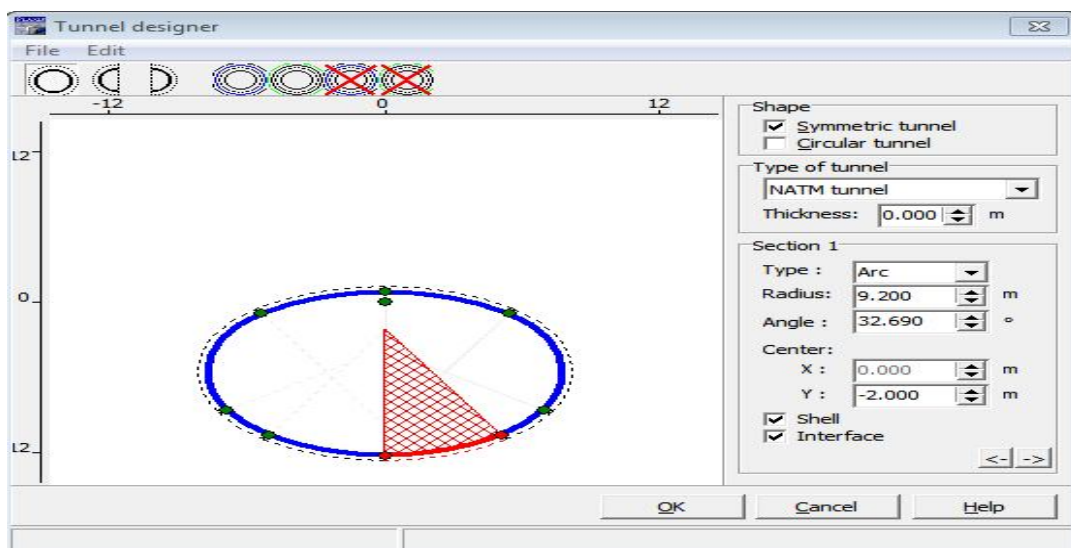 Tunnel designer
File Edit
-12 0 12
Shape
Symmetric tunnel
Circular tunnel
12
Type of tunnel
NATM tunnel
Thickness: 0.000 m
Section 1
Type : Arc
0
Radius: 9.200 m
Angle : 32.690 °
Center:
X : 0.000 m
Y : -2.000 m
Shell
Interface
12
<- ->
OK Cancel Help